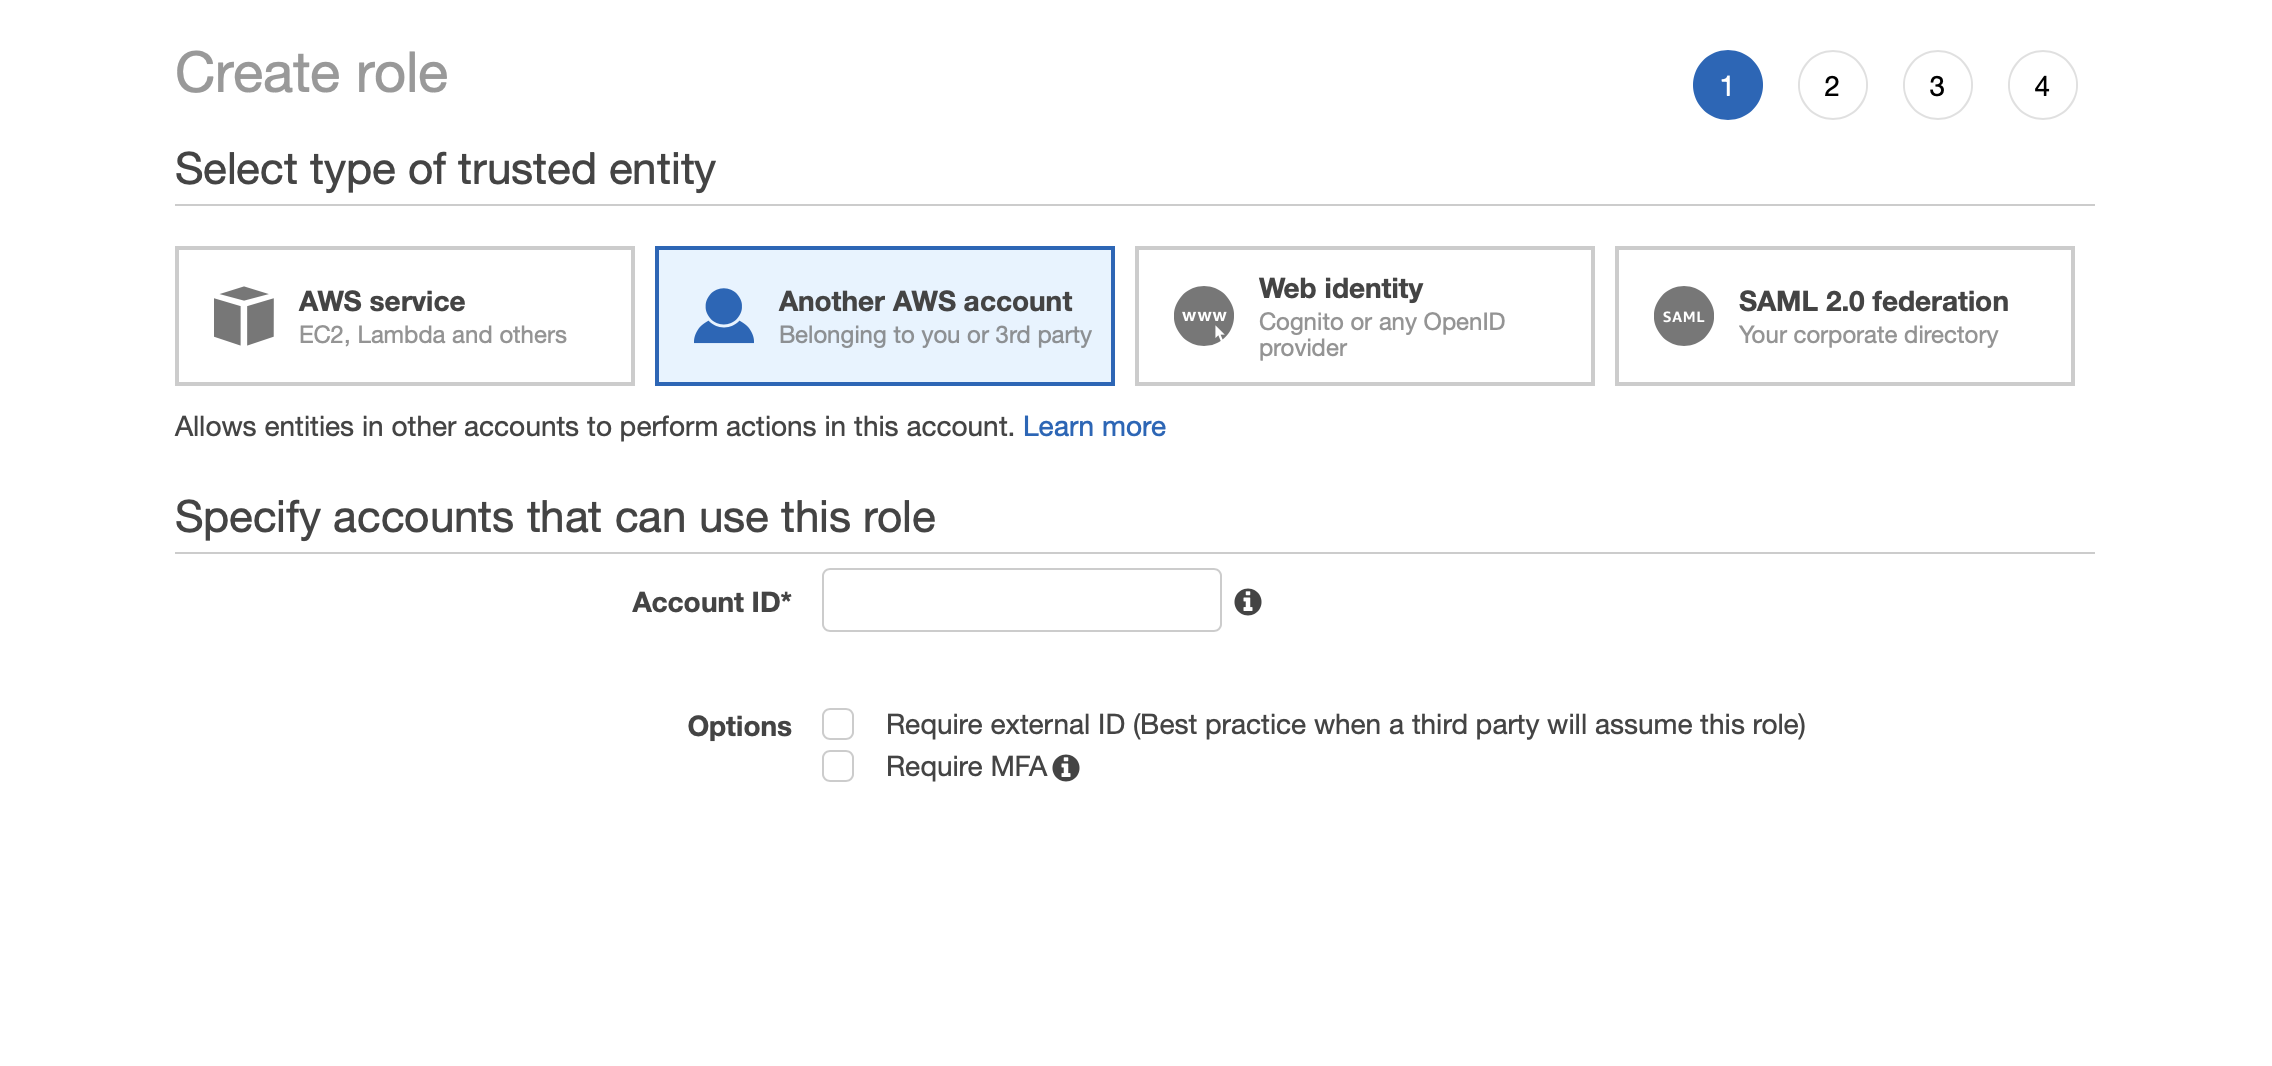 Create role
1 2 3 4
Select type of trusted entity
AWS service
EC2, Lambda and others
Another AWS account
Belonging to you or 3rd party
www
Web identity
Cognito or any OpenID
provider
SAML
SAML 2.0 federation
Your corporate directory
Allows entities in other accounts to perform actions in this account. Learn more
Specify accounts that can use this role
Account ID*
Options
Require external ID (Best practice when a third party will assume this role)
Require MFA